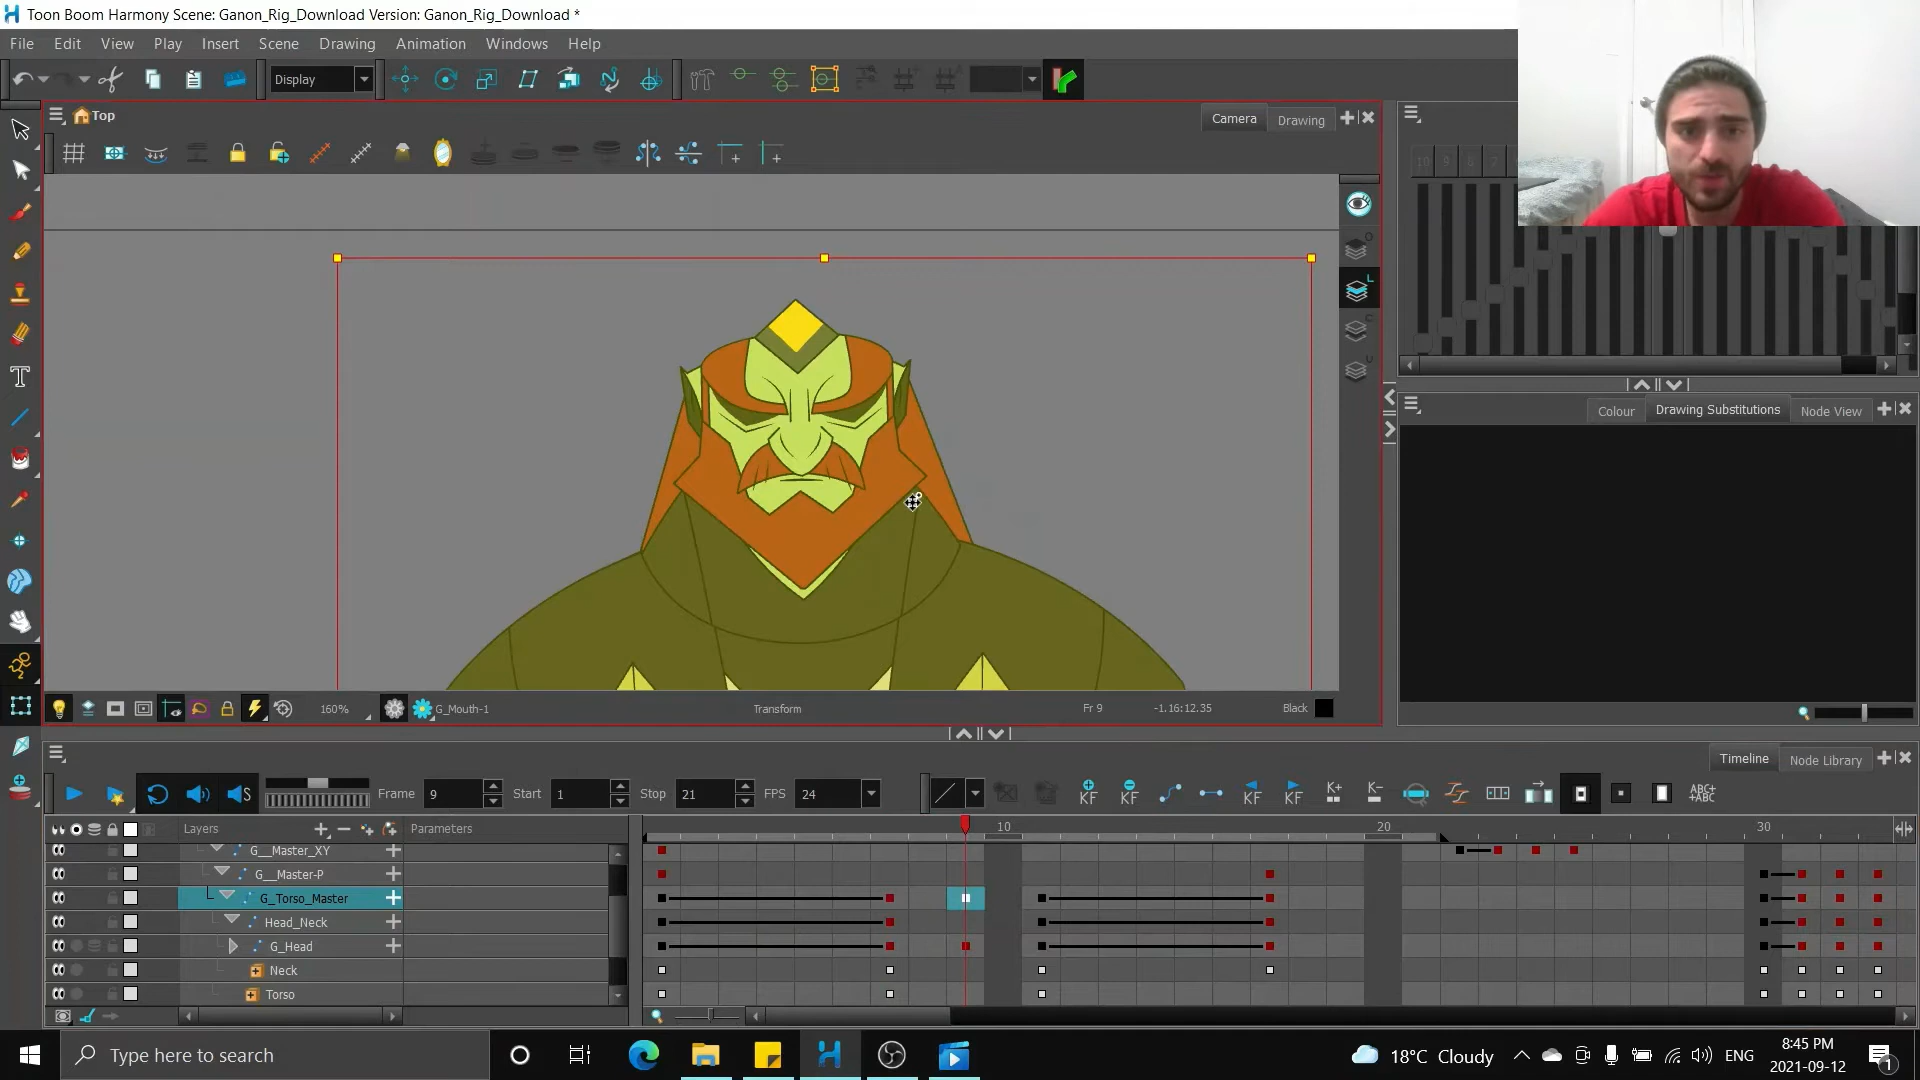 Toon Boom Harmony Scene: Ganon_Rig_Download Version: Ganon_Rig_Download *
File Edit View Play Insert Scene Drawing Animation Windows Help
Display
Top
Camera Drawing
Colour Drawing Substitutions Node View
160% G_Mouth-1 Transform Fr 9 -1.16:12.35 Black
Timeline Node Library
Frame 9 Start 1 Stop 21 FPS 24
KF KF KF KF K+ K- ABC+
+ABC
Layers Parameters 10 20 30
G__Master_XY
G__Master-P
G_Torso_Master
Head_Neck
G_Head
Neck
Torso
Type here to search
18°C Cloudy ENG
8:45 PM
2021-09-12
1